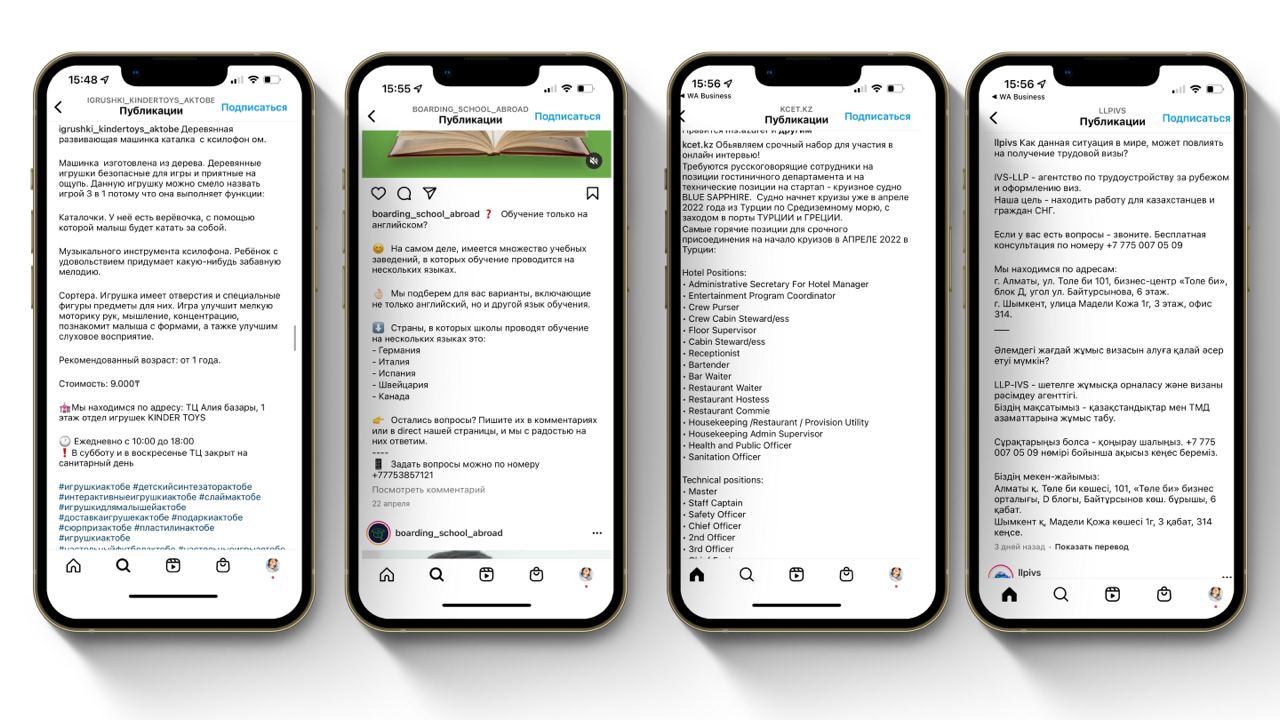 15:48
IGRUSHKI_KINDERTOYS_AKTOBE
Публикации
Подписаться
igrushki_kindertoys_aktobe Деревянная
развивающая машинка каталка с ксилофон ом.
Машинка изготовлена из дерева. Деревянные
игрушки безопасные для игры и приятные на
ощупь. Данную игрушку можно смело назвать
игрой 3 в 1 потому что она выполняет функции:
Каталочки. У неё есть верёвочка, с помощью
которой малыш будет катать за собой.
Музыкального инструмента ксилофона. Ребёнок с
удовольствием придумает какую-нибудь забавную
мелодию.
Сортера. Игрушка имеет отверстия и специальные
фигуры предметы для них. Игра улучшит мелкую
моторику рук, мышление, концентрацию,
познакомит малыша с формами, а тажке улучшим
слуховое восприятие.
Рекомендованный возраст: от 1 года.
Стоимость: 9.000₸
Мы находимся по адресу: ТЦ Алия базары, 1
этаж отдел игрушек KINDER TOYS
Ежедневно с 10:00 до 18:00
❗В субботу и в воскресенье ТЦ закрыт на
санитарный день
#игрушкиактобе #детскийсинтезаторактобе
#интерактивныеигрушкиактобе #слаймактобе
#игрушкидлямалышейактобе
#доставкаигрушекактобе #подаркиактобе
#сюрпризактобе #пластилинактобе
#игрушкиактобе
#настольныйфутболактобе #настольныеигрыактобе
15:55
BOARDING_SCHOOL_ABROAD
Публикации
Подписаться
boarding_school_abroad ❓ Обучение только на
английском?
На самом деле, имеется множество учебных
заведений, в которых обучение проводится на
нескольких языках.
Мы подберем для вас варианты, включающие
не только английский, но и другой язык обучения.
Страны, в которых школы проводят обучение
на нескольких языках это:
- Германия
- Италия
- Испания
- Швейцария
- Канада
Остались вопросы? Пишите их в комментариях
или в direct нашей страницы, и мы с радостью на
них ответим.
----
Задать вопросы можно по номеру
+77753857121
Посмотреть комментарий
22 апреля
boarding_school_abroad
15:56
WA Business
KCET.KZ
Публикации
Подписаться
Нравится ms.azurel и другим
kcet.kz Обьявляем срочный набор для участия в
онлайн интервью!
Требуются русскоговорящие сотрудники на
позиции гостиничного департамента и на
технические позиции на стартап - круизное судно
BLUE SAPPHIRE. Судно начнет круизы уже в апреле
2022 года из Турции по Средиземному морю, с
заходом в порты ТУРЦИИ и ГРЕЦИИ.
Самые горячие позиции для срочного
присоединения на начало круизов в АПРЕЛЕ 2022 в
Турции:
Hotel Positions:
• Administrative Secretary For Hotel Manager
• Entertainment Program Coordinator
• Crew Purser
• Crew Cabin Steward/ess
• Floor Supervisor
• Cabin Steward/ess
• Receptionist
• Bartender
• Bar Waiter
• Restaurant Waiter
• Restaurant Hostess
• Restaurant Commie
• Housekeeping /Restaurant / Provision Utility
• Housekeeping Admin Supervisor
• Health and Public Officer
• Sanitation Officer
Technical positions:
• Master
• Staff Captain
• Safety Officer
• Chief Officer
• 2nd Officer
• 3rd Officer
15:56
WA Business
LLPIVS
Публикации
Подписаться
llpivs Как данная ситуация в мире, может повлиять
на получение трудовой визы?
IVS-LLP - агентство по трудоустройству за рубежом
и оформлению виз.
Наша цель - находить работу для казахстанцев и
граждан СНГ.
Если у вас есть вопросы - звоните. Бесплатная
консультация по номеру +7 775 007 05 09
Мы находимся по адресам:
г. Алматы, ул. Толе би 101, бизнес-центр «Толе би»,
блок Д, угол ул. Байтурсынова, 6 этаж.
г. Шымкент, улица Мадели Кожа 1г, 3 этаж, офис
314.
Әлемдегі жағдай жұмыс визасын алуға қалай әсер
етуі мүмкін?
LLP-IVS - шетелге жұмысқа орналасу және визаны
рәсімдеу агенттігі.
Біздің мақсатымыз - қазақстандықтар мен ТМД
азаматтарына жұмыс табу.
Сұрақтарыңыз болса - қоңырау шалыңыз. +7 775
007 05 09 нөмірі бойынша ақысыз кеңес береміз.
Біздің мекен-жайымыз:
Алматы қ. Төле би көшесі, 101, «Төле би» бизнес
орталығы, D блогы, Байтұрсынов көш. бұрышы, 6
қабат.
Шымкент қ, Мадели Қожа көшесі 1г, 3 қабат, 314
кеңсе.
3 дней назад · Показать перевод
llpivs